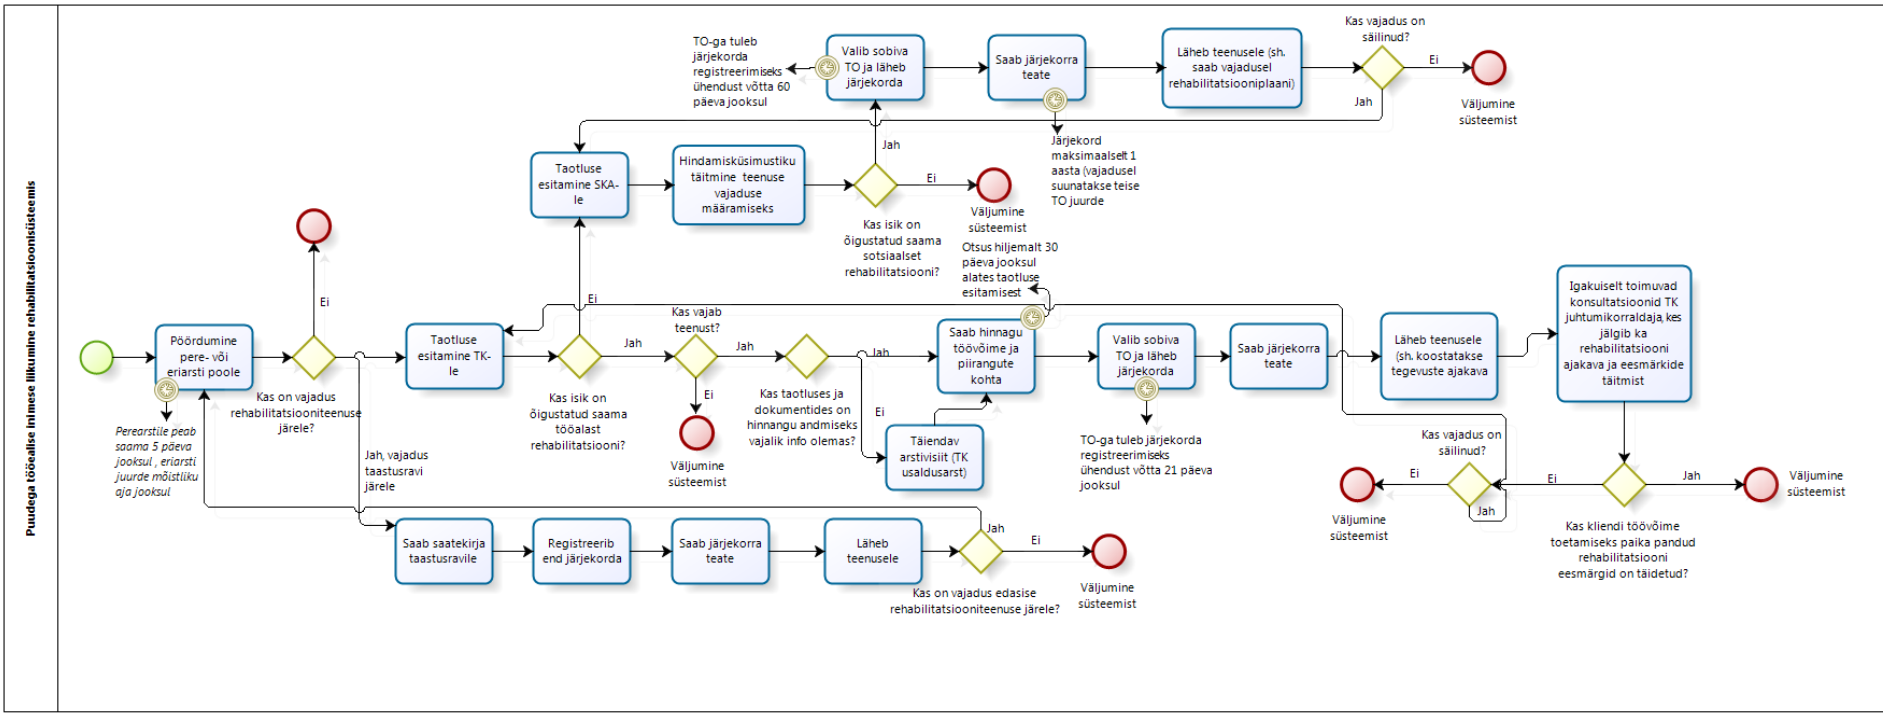 Puudega tööealise inimese liikumine rehabilitatsioonisüsteemis
TO-ga tuleb
järjekorda
registreerimiseks
ühendust võtta 60
päeva jooksul
Valib sobiva
TO ja läheb
järjekorda
Saab järjekorra
teate
Järjekord
maksimaalselt 1
aasta (vajadusel
suunatakse teise
TO juurde
Läheb teenusele (sh.
saab vajadusel
rehabilitatsiooniplaani)
Kas vajadus on
säilinud?
Ei
Jah
Väljumine
süsteemist
Taotluse
esitamine SKA-
le
Hindamisküsimustiku
täitmine teenuse
vajaduse
määramiseks
Jah
Ei
Kas isik on
õigustatud saama
sotsiaalset
rehabilitatsiooni?
Väljumine
süsteemist
Pöördumine
pere- või
eriarsti poole
Perearstile peab
saama 5 päeva
jooksul , eriarsti
juurde mõistliku
aja jooksul
Ei
Kas on vajadus
rehabilitatsiooniteenuse
järele?
Jah, vajadus
taastusravi
järele
Taotluse
esitamine TK-
le
Ei
Jah
Kas isik on
õigustatud saama
tööalast
rehabilitatsiooni?
Kas vajab
teenust?
Jah
Ei
Väljumine
süsteemist
Kas taotluses ja
dokumentides on
hinnangu andmiseks
vajalik info olemas?
Jah
Ei
Täiendav
arstivisiit (TK
usaldusarst)
Otsus hiljemalt 30
päeva jooksul
alates taotluse
esitamisest
Saab hinnagu
töövõime ja
piirangute
kohta
Valib sobiva
TO ja läheb
järjekorda
TO-ga tuleb järjekorda
registreerimiseks
ühendust võtta 21 päeva
jooksul
Saab järjekorra
teate
Läheb teenusele
(sh. koostatakse
tegevuste ajakava
Igakuiselt toimuvad
konsultatsioonid TK
juhtumikorraldaja, kes
jälgib ka
rehabilitatsiooni
ajakava ja eesmärkide
täitmist
Kas vajadus on
säilinud?
Ei
Jah
Väljumine
süsteemist
Ei
Jah
Kas kliendi töövõime
toetamiseks paika pandud
rehabilitatsiooni
eesmärgid on täidetud?
Väljumine
süsteemist
Saab saatekirja
taastusravile
Registreerib
end järjekorda
Saab järjekorra
teate
Läheb
teenusele
Jah
Ei
Kas on vajadus edasise
rehabilitatsiooniteenuse järele?
Väljumine
süsteemist